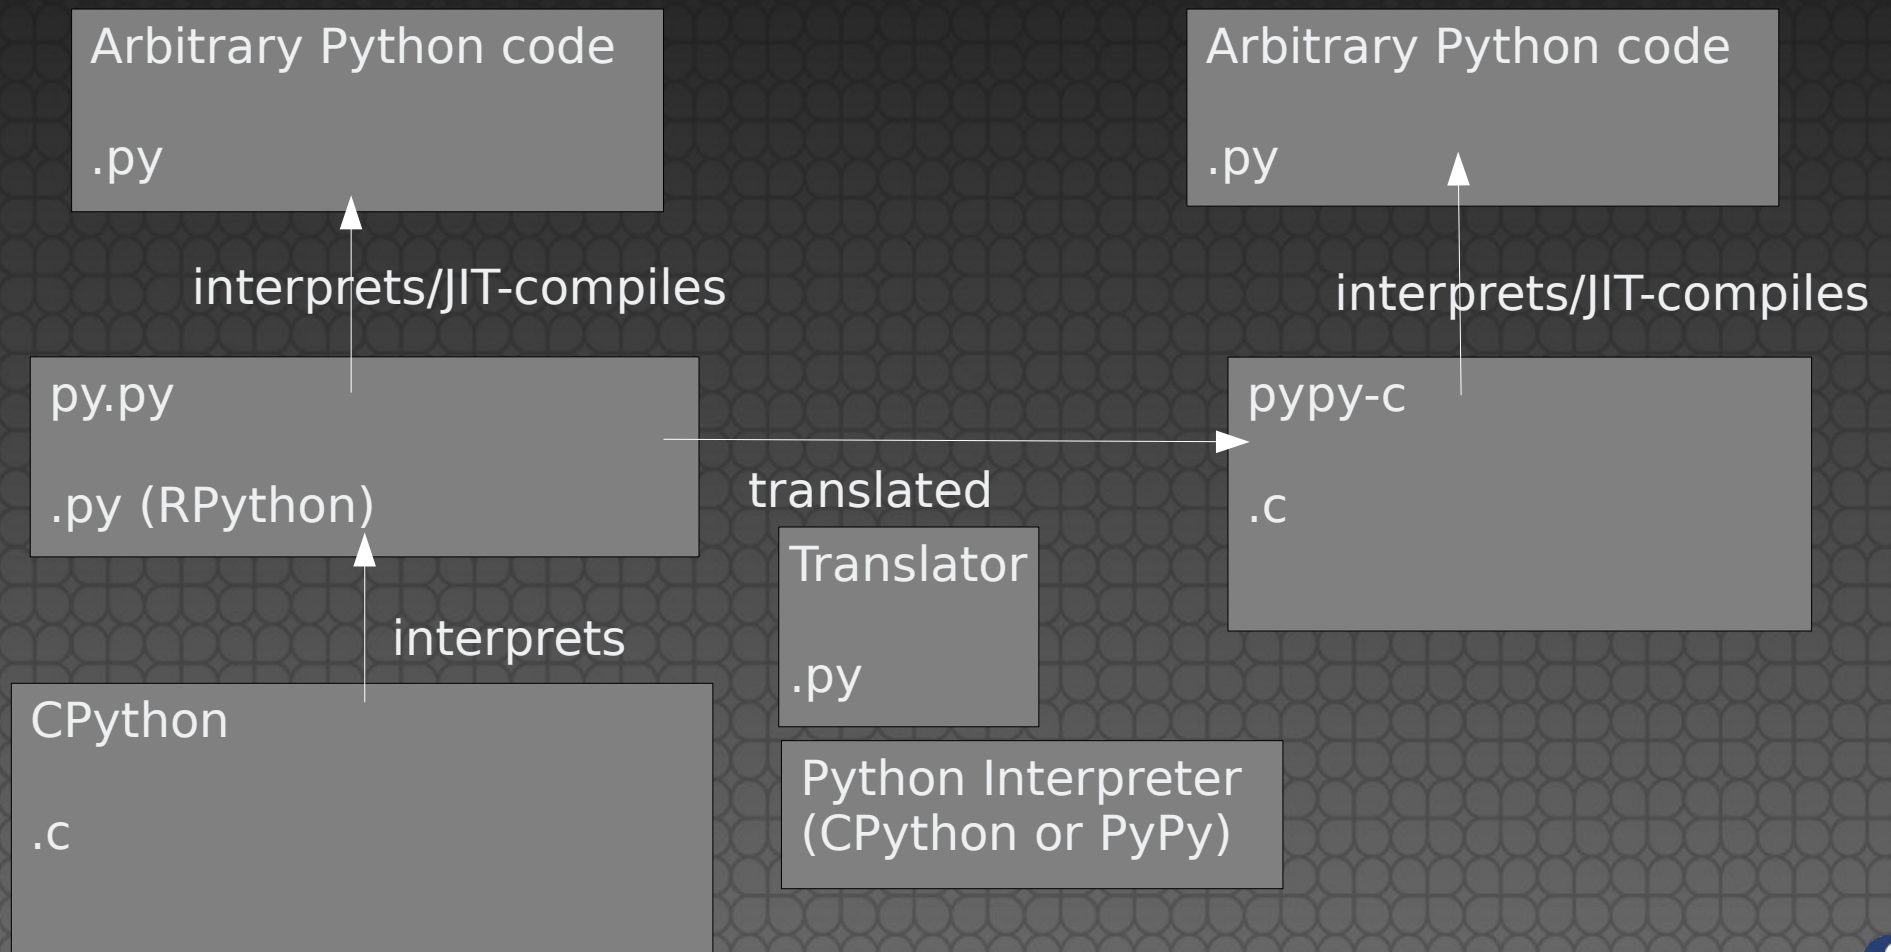 Arbitrary Python code
.py
interprets/JIT-compiles
py.py
.py (RPython)
interprets
CPython
.c
translated
Translator
.py
Python Interpreter
(CPython or PyPy)
Arbitrary Python code
.py
interprets/JIT-compiles
pypy-c
.c